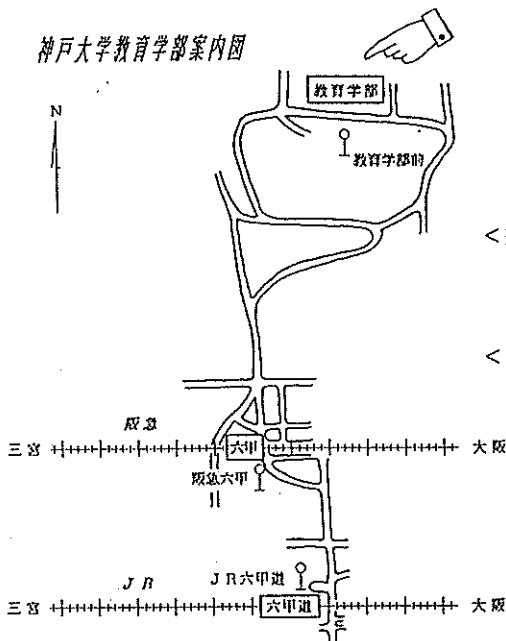 神戸大学教育学部案内図
N
教育学部
教育学部前
<
<
阪急
三宮
六甲
大阪
阪急六甲
JR
JR六甲道
三宮
六甲道
大阪